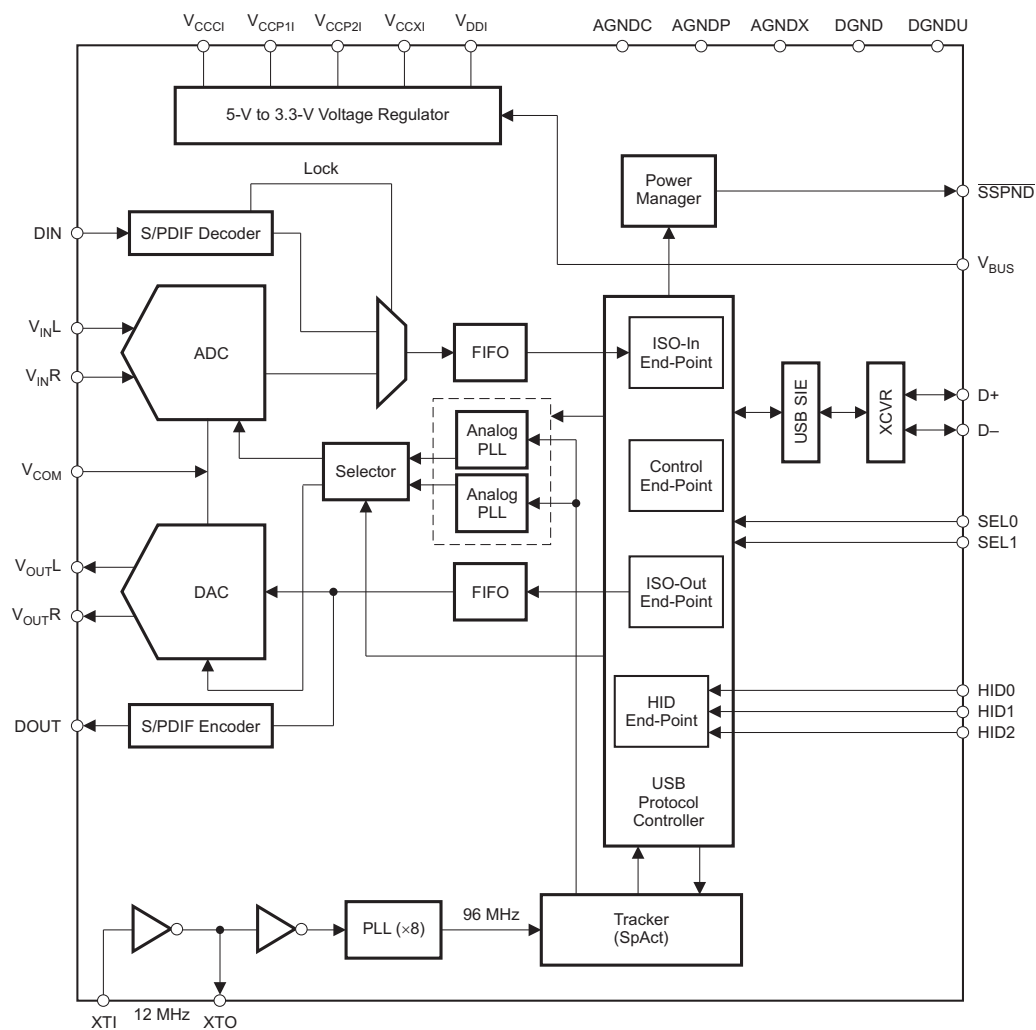 VCCCI VCCP1I VCCP2I VCCXI VDDI AGNDC AGNDP AGNDX DGND DGNDU
5-V to 3.3-V Voltage Regulator
Lock
Power
Manager
SSPND
DIN
S/PDIF Decoder
VBUS
VINL
VINR
ADC
FIFO
ISO-In
End-Point
USB SIE
XCVR
D+
D–
Analog
PLL
Analog
PLL
Selector
VCOM
Control
End-Point
SEL0
SEL1
VOUTL
VOUTR
DAC
FIFO
ISO-Out
End-Point
HID
End-Point
HID0
HID1
HID2
DOUT
S/PDIF Encoder
USB
Protocol
Controller
PLL (×8)
96 MHz
Tracker
(SpAct)
XTI
12 MHz
XTO